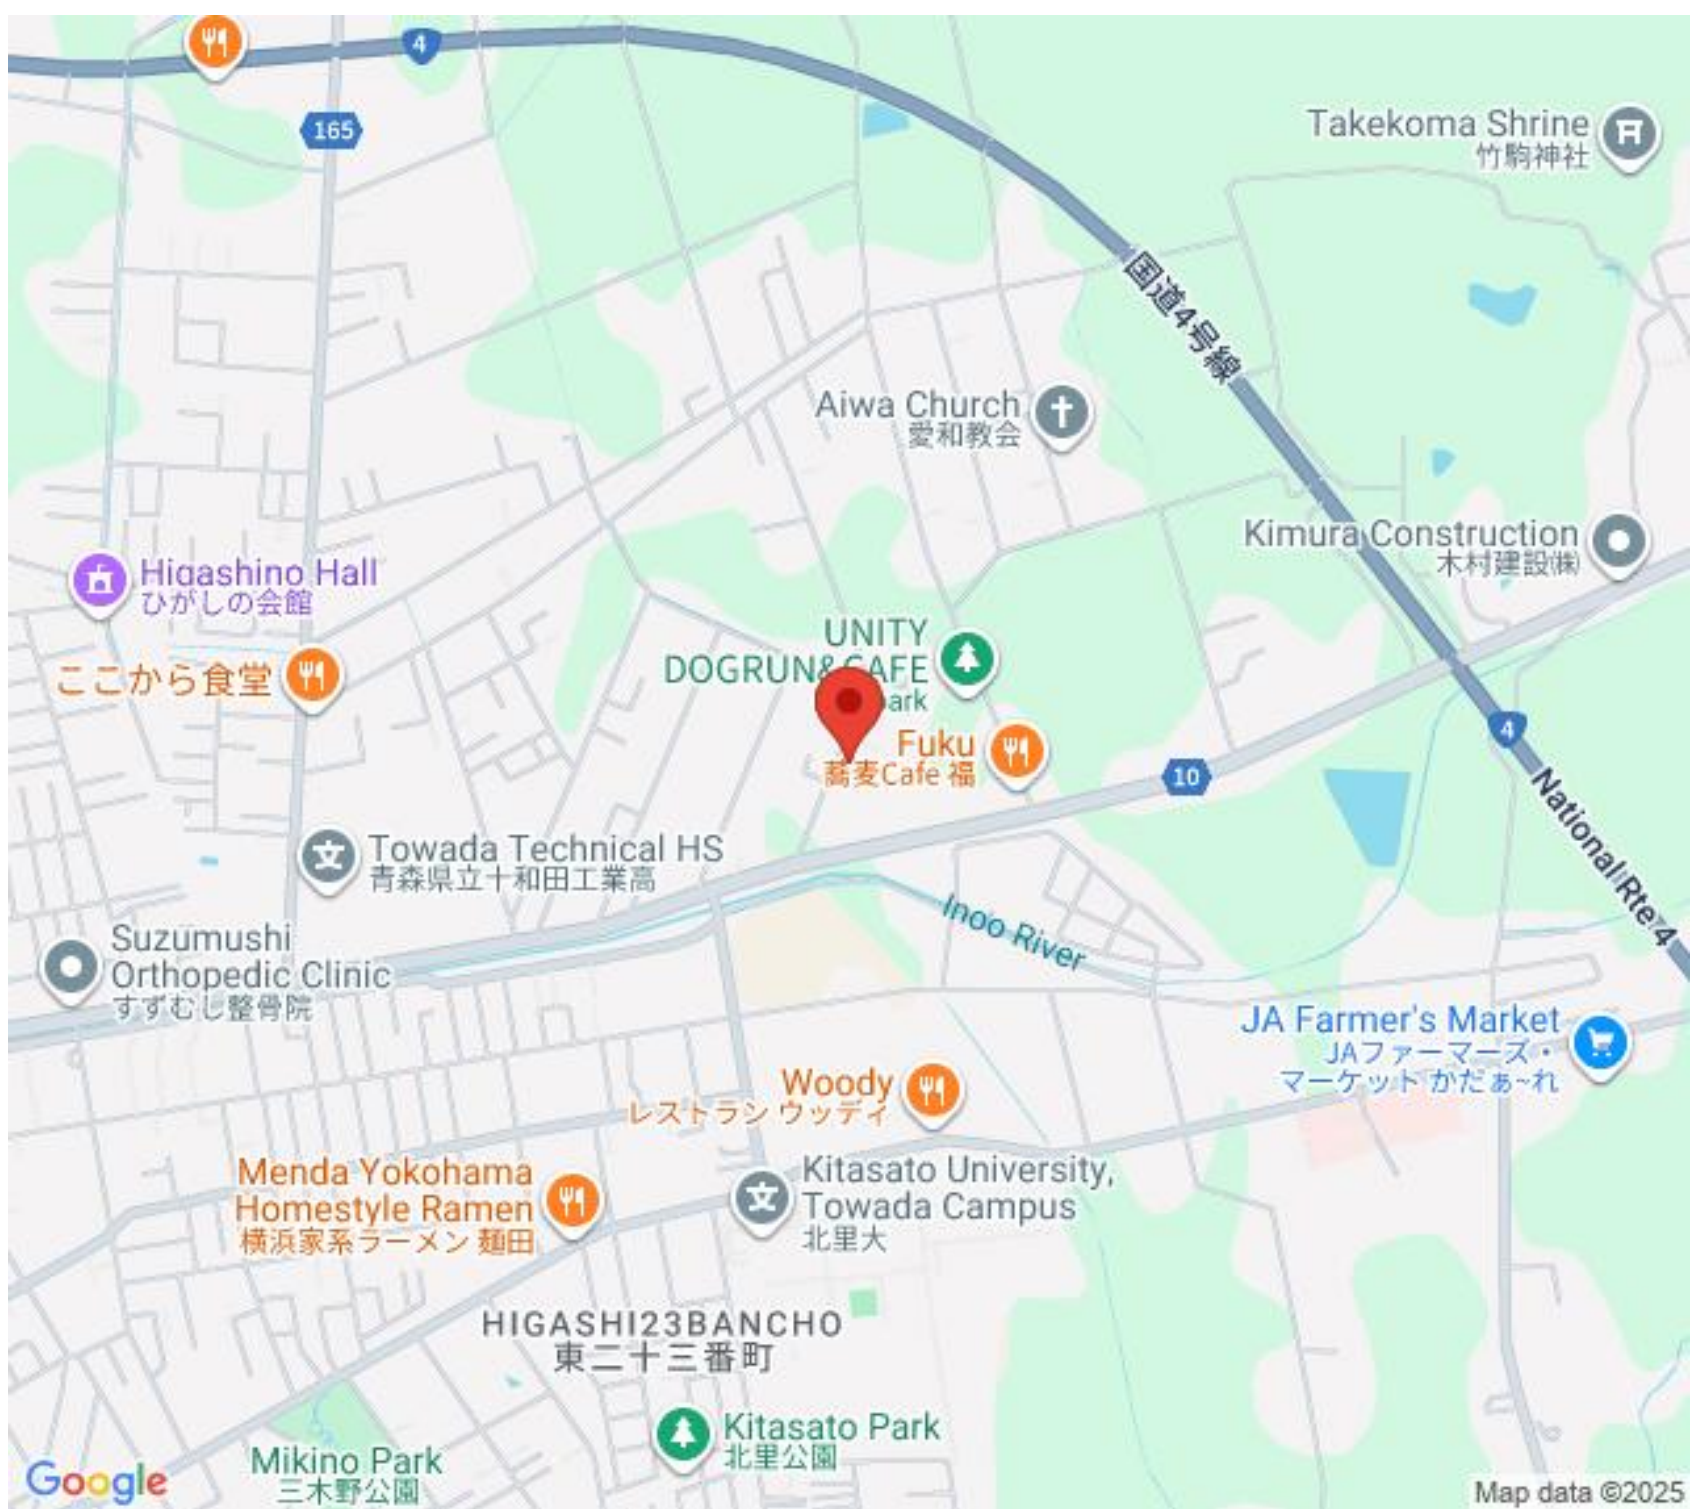 4
165
Takekoma Shrine
竹駒神社
国道4号線
Aiwa Church
愛和教会
Kimura Construction
木村建設㈱
Higashino Hall
ひがしの会館
ここから食堂
UNITY
DOGRUN&CAFE
ark
Fuku
蕎麦Cafe 福
10
4
National Rte 4
Towada Technical HS
青森県立十和田工業高
Inoo River
Suzumushi
Orthopedic Clinic
すずむし整骨院
JA Farmer's Market
JAファーマーズ・
マーケット かだぁ~れ
Woody
レストラン ウッディ
Menda Yokohama
Homestyle Ramen
横浜家系ラーメン 麺田
Kitasato University,
Towada Campus
北里大
HIGASHI23BANCHO
東二十三番町
Kitasato Park
北里公園
Mikino Park
三木野公園
Google
Map data ©2025